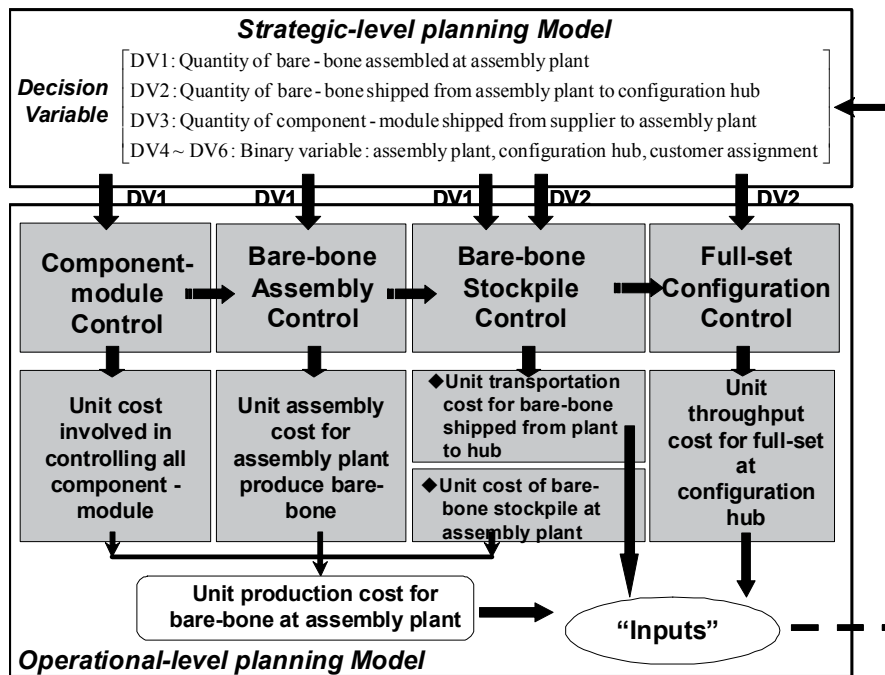 Strategic-level planning Model
Decision
Variable
DV1: Quantity of bare - bone assembled at assembly plant
DV2: Quantity of bare - bone shipped from assembly plant to configuration hub
DV3: Quantity of component - module shipped from supplier to assembly plant
DV4 ~ DV6: Binary variable: assembly plant, configuration hub, customer assignment
DV1
DV1
DV1
DV2
DV2
Component-
module
Control
Bare-bone
Assembly
Control
Bare-bone
Stockpile
Control
Full-set
Configuration
Control
Unit cost
involved in
controlling all
component -
module
Unit assembly
cost for
assembly plant
produce bare-
bone
◆Unit transportation
cost for bare-bone
shipped from plant
to hub
◆Unit cost of bare-
bone stockpile at
assembly plant
Unit
throughput
cost for full-set
at
configuration
hub
Unit production cost for
bare-bone at assembly plant
“Inputs”
Operational-level planning Model